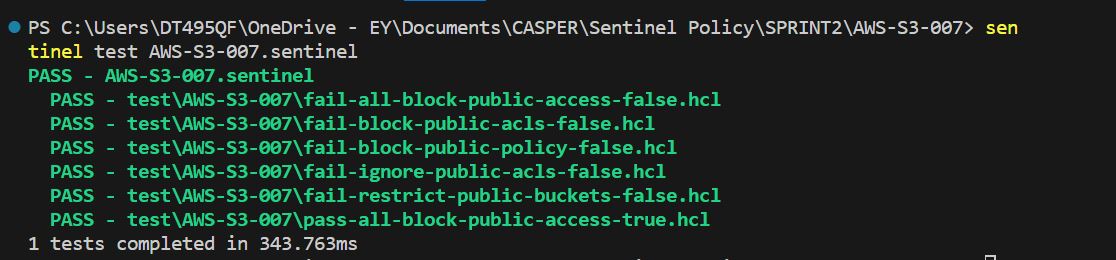 PS C:\Users\DT495QF\OneDrive - EY\Documents\CASPER\Sentinel Policy\SPRINT2\AWS-S3-007> sen
tinel test AWS-S3-007.sentinel
PASS - AWS-S3-007.sentinel
PASS - test\AWS-S3-007\fail-all-block-public-access-false.hcl
PASS - test\AWS-S3-007\fail-block-public-acls-false.hcl
PASS - test\AWS-S3-007\fail-block-public-policy-false.hcl
PASS - test\AWS-S3-007\fail-ignore-public-acls-false.hcl
PASS - test\AWS-S3-007\fail-restrict-public-buckets-false.hcl
PASS - test\AWS-S3-007\pass-all-block-public-access-true.hcl
1 tests completed in 343.763ms